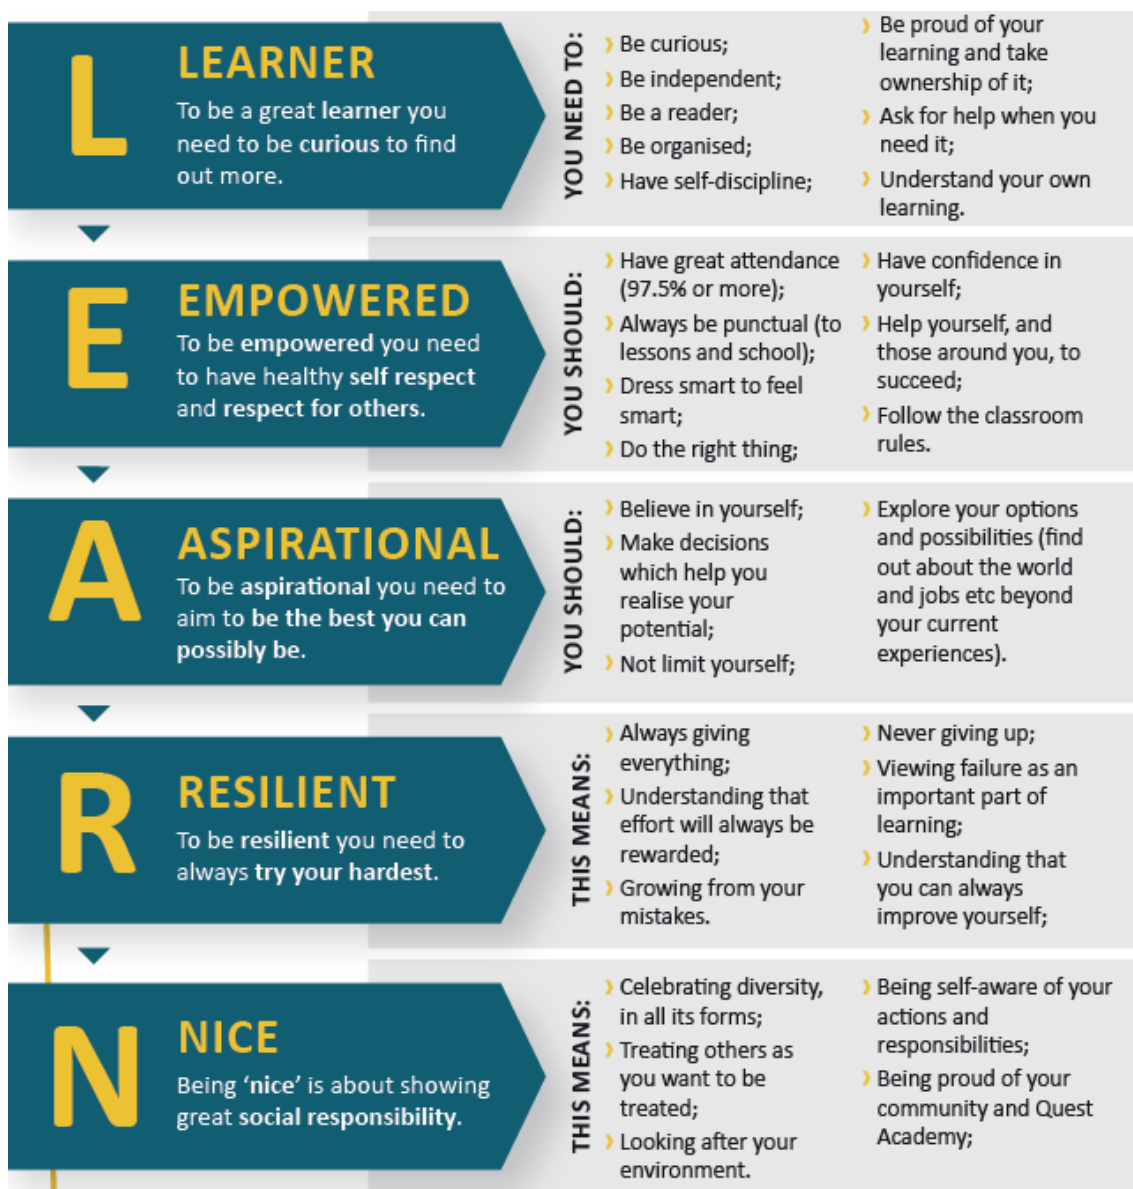 L
LEARNER
To be a great learner you
need to be curious to find
out more.
YOU NEED TO:
Be curious;
Be independent;
Be a reader;
Be organised;
Have self-discipline;
Be proud of your
learning and take
ownership of it;
Ask for help when you
need it;
Understand your own
learning.
E
EMPOWERED
To be empowered you need
to have healthy self respect
and respect for others.
YOU SHOULD:
Have great attendance
(97.5% or more);
Always be punctual (to
lessons and school);
Dress smart to feel
smart;
Do the right thing;
Have confidence in
yourself;
Help yourself, and
those around you, to
succeed;
Follow the classroom
rules.
A
ASPIRATIONAL
To be aspirational you need to
aim to be the best you can
possibly be.
YOU SHOULD:
Believe in yourself;
Make decisions
which help you
realise your
potential;
Not limit yourself;
Explore your options
and possibilities (find
out about the world
and jobs etc beyond
your current
experiences).
R
RESILIENT
To be resilient you need to
always try your hardest.
THIS MEANS:
Always giving
everything;
Understanding that
effort will always be
rewarded;
Growing from your
mistakes.
Never giving up;
Viewing failure as an
important part of
learning;
Understanding that
you can always
improve yourself;
N
NICE
Being ‘nice’ is about showing
great social responsibility.
THIS MEANS:
Celebrating diversity,
in all its forms;
Treating others as
you want to be
treated;
Looking after your
environment.
Being self-aware of your
actions and
responsibilities;
Being proud of your
community and Quest
Academy;